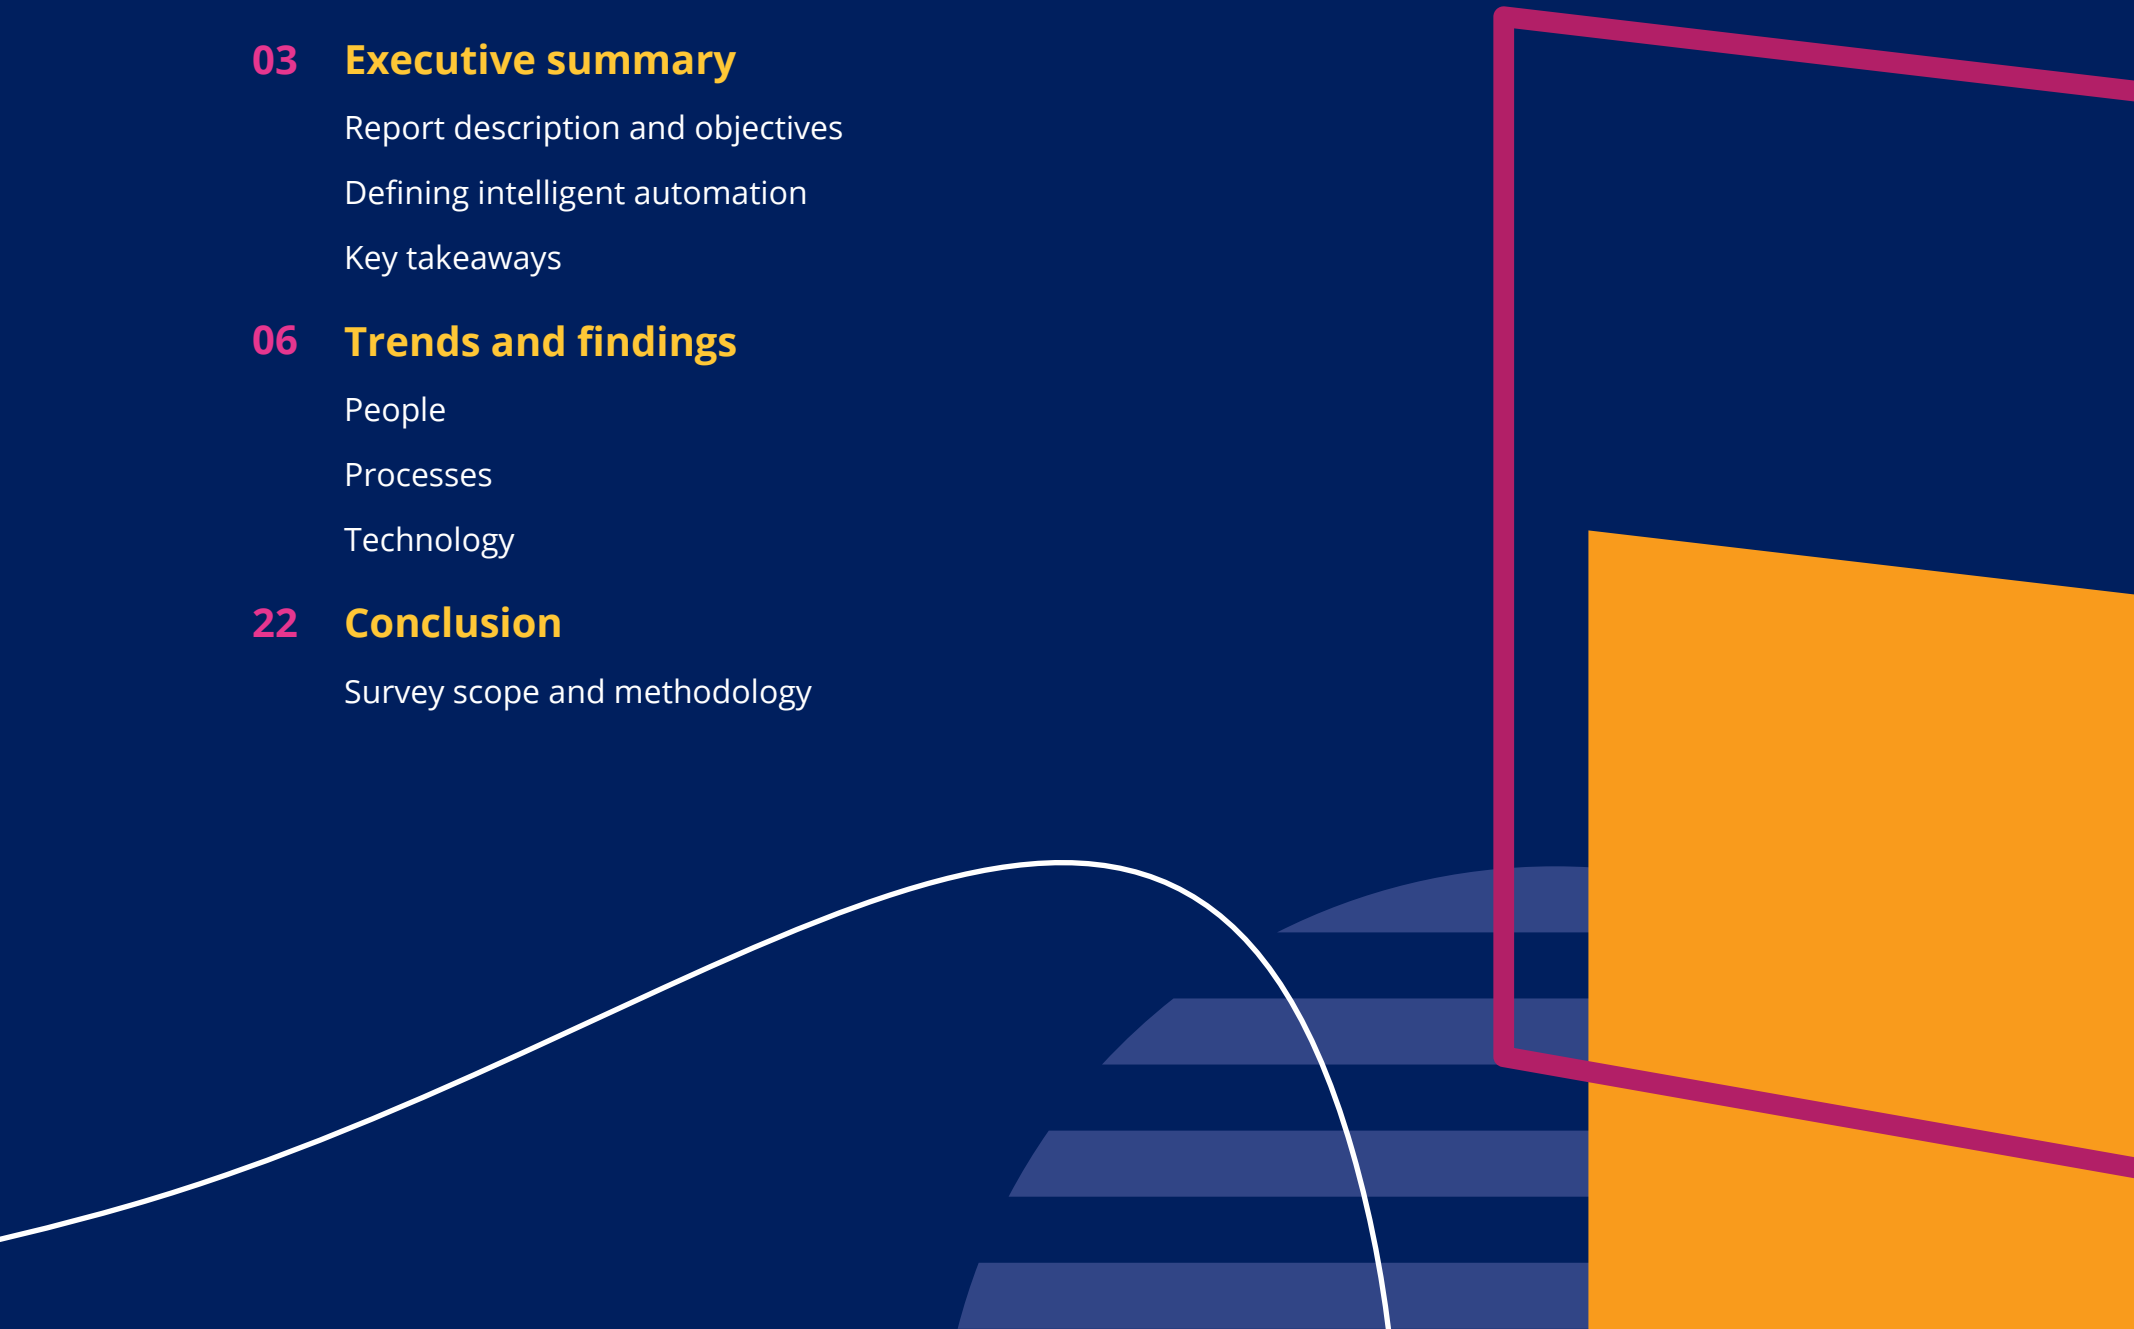 03 Executive summary
Report description and objectives
Defining intelligent automation
Key takeaways
06 Trends and findings
People
Processes
Technology
22 Conclusion
Survey scope and methodology